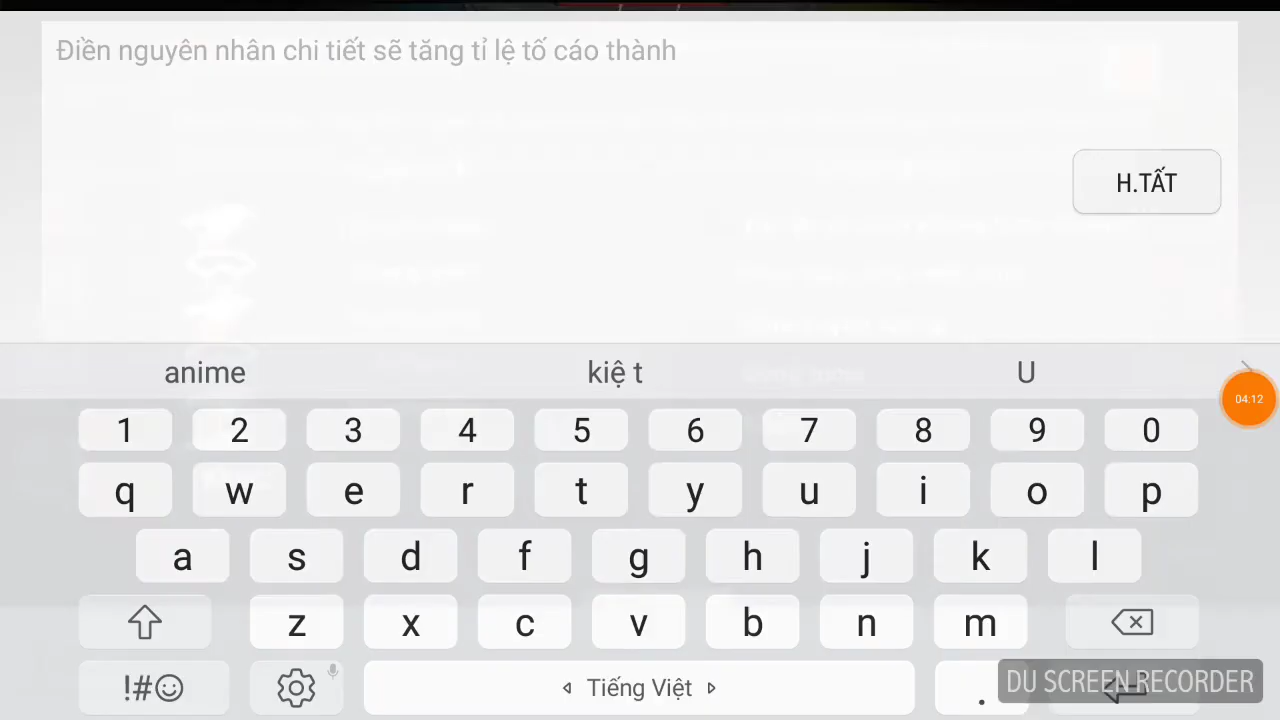 Điền nguyên nhân chi tiết sẽ tăng tỉ lệ tố cáo thành
H.TẤT
anime kiệ t U
04:12
1 2 3 4 5 6 7 8 9 0
q w e r t y u i o p
a s d f g h j k l
z x c v b n m
!#☺ Tiếng Việt .
DU SCREEN RECORDER